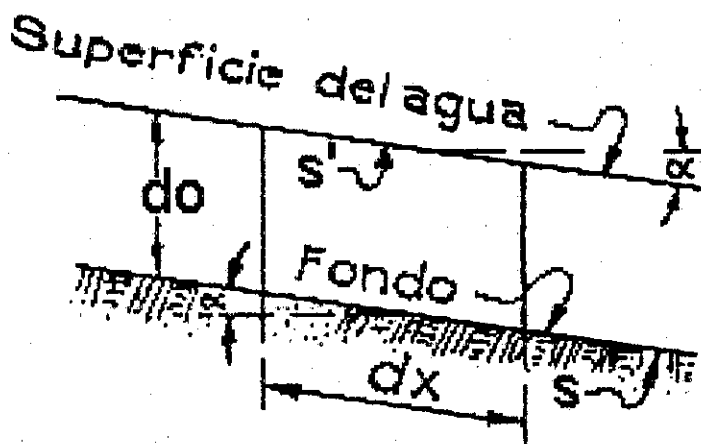 Superficie del agua
s'
α
do
Fondo
α
dx
s